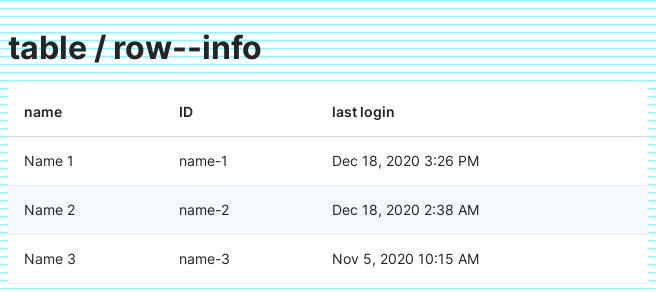 table / row--info
name ID last login
Name 1 name-1 Dec 18, 2020 3:26 PM
Name 2 name-2 Dec 18, 2020 2:38 AM
Name 3 name-3 Nov 5, 2020 10:15 AM